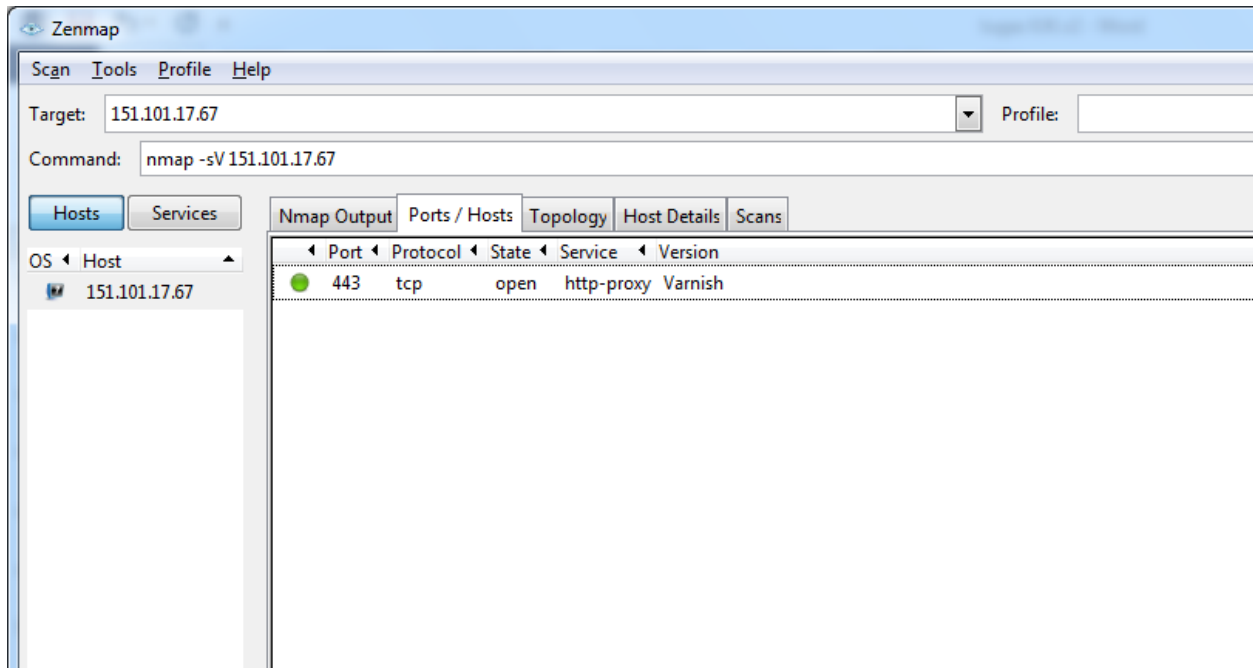 Zenmap
Scan Tools Profile Help
Target: 151.101.17.67 Profile:
Command: nmap -sV 151.101.17.67
Hosts Services Nmap Output Ports / Hosts Topology Host Details Scans
OS Host Port Protocol State Service Version
151.101.17.67 443 tcp open http-proxy Varnish